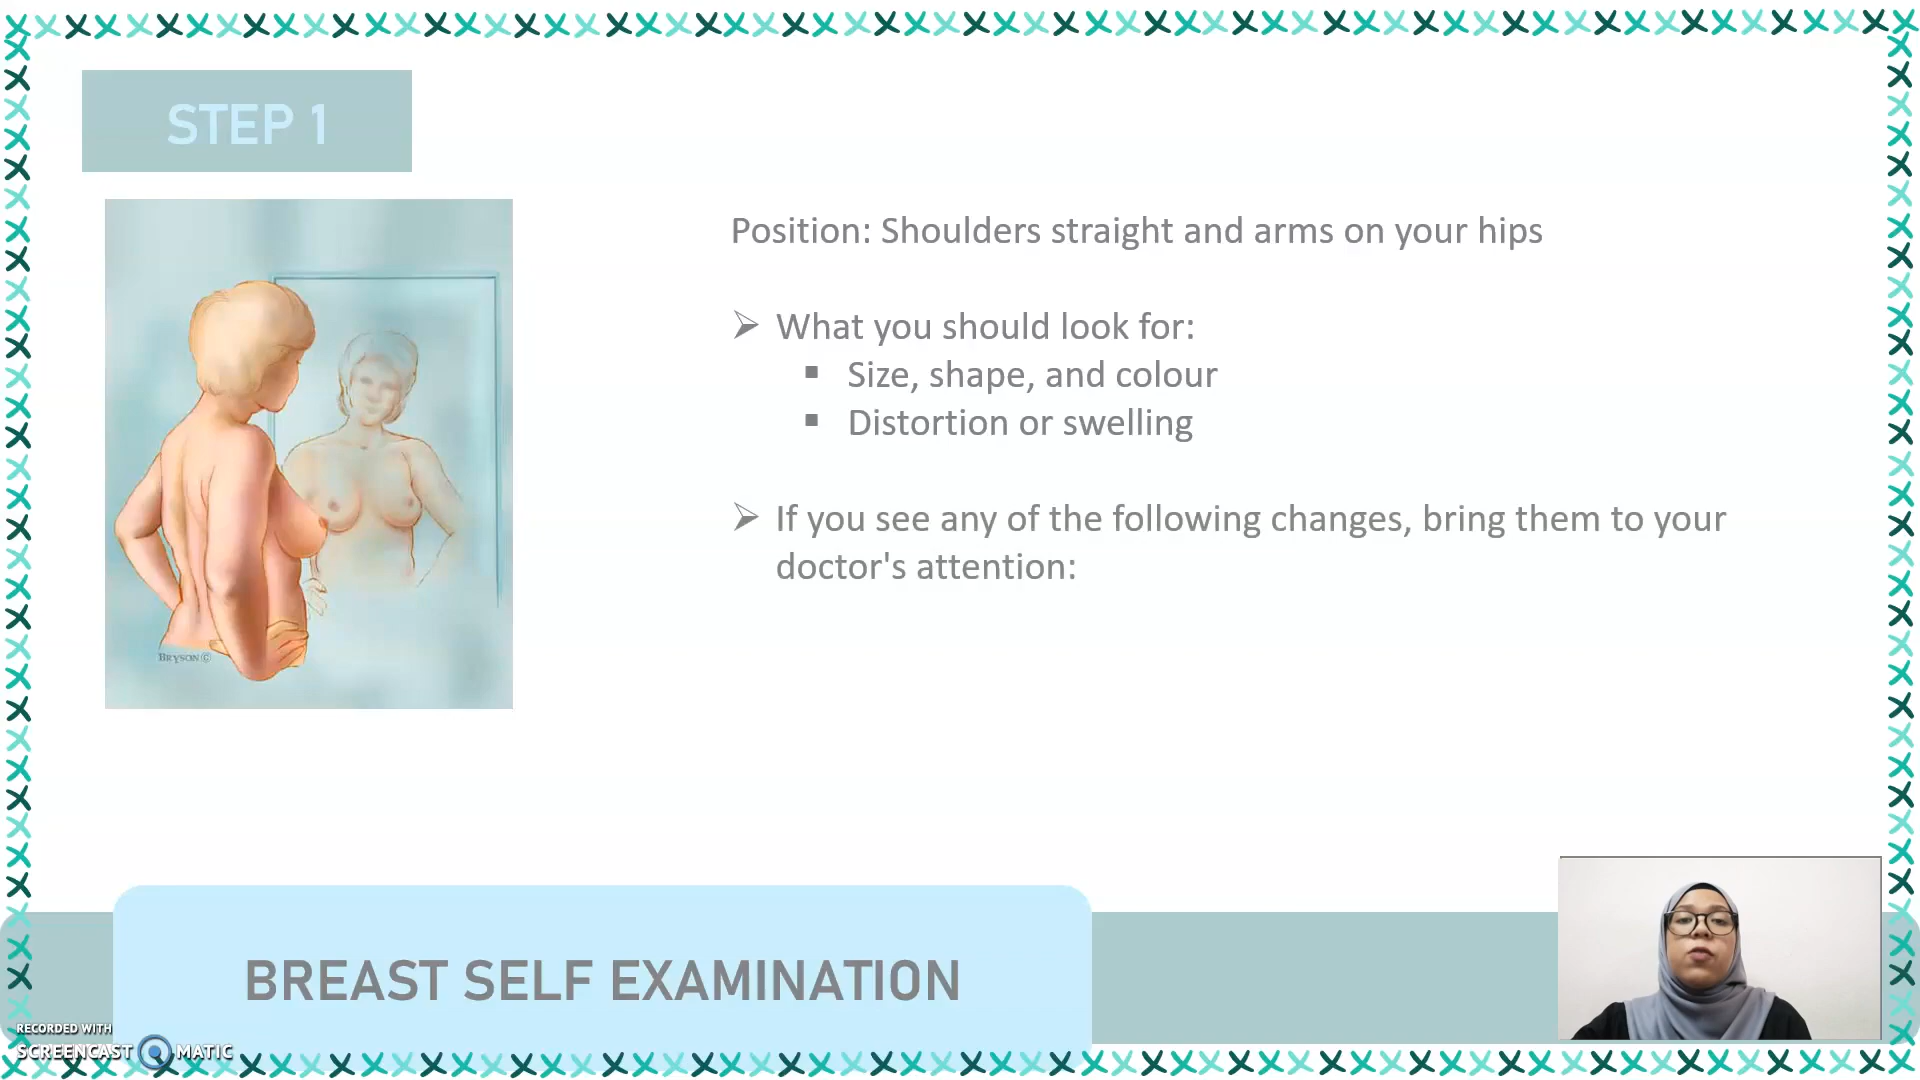 STEP 1
Position: Shoulders straight and arms on your hips
What you should look for:
Size, shape, and colour
Distortion or swelling
If you see any of the following changes, bring them to your
doctor's attention:
BRYSON ©
BREAST SELF EXAMINATION
RECORDED WITH
SCREENCAST MATIC